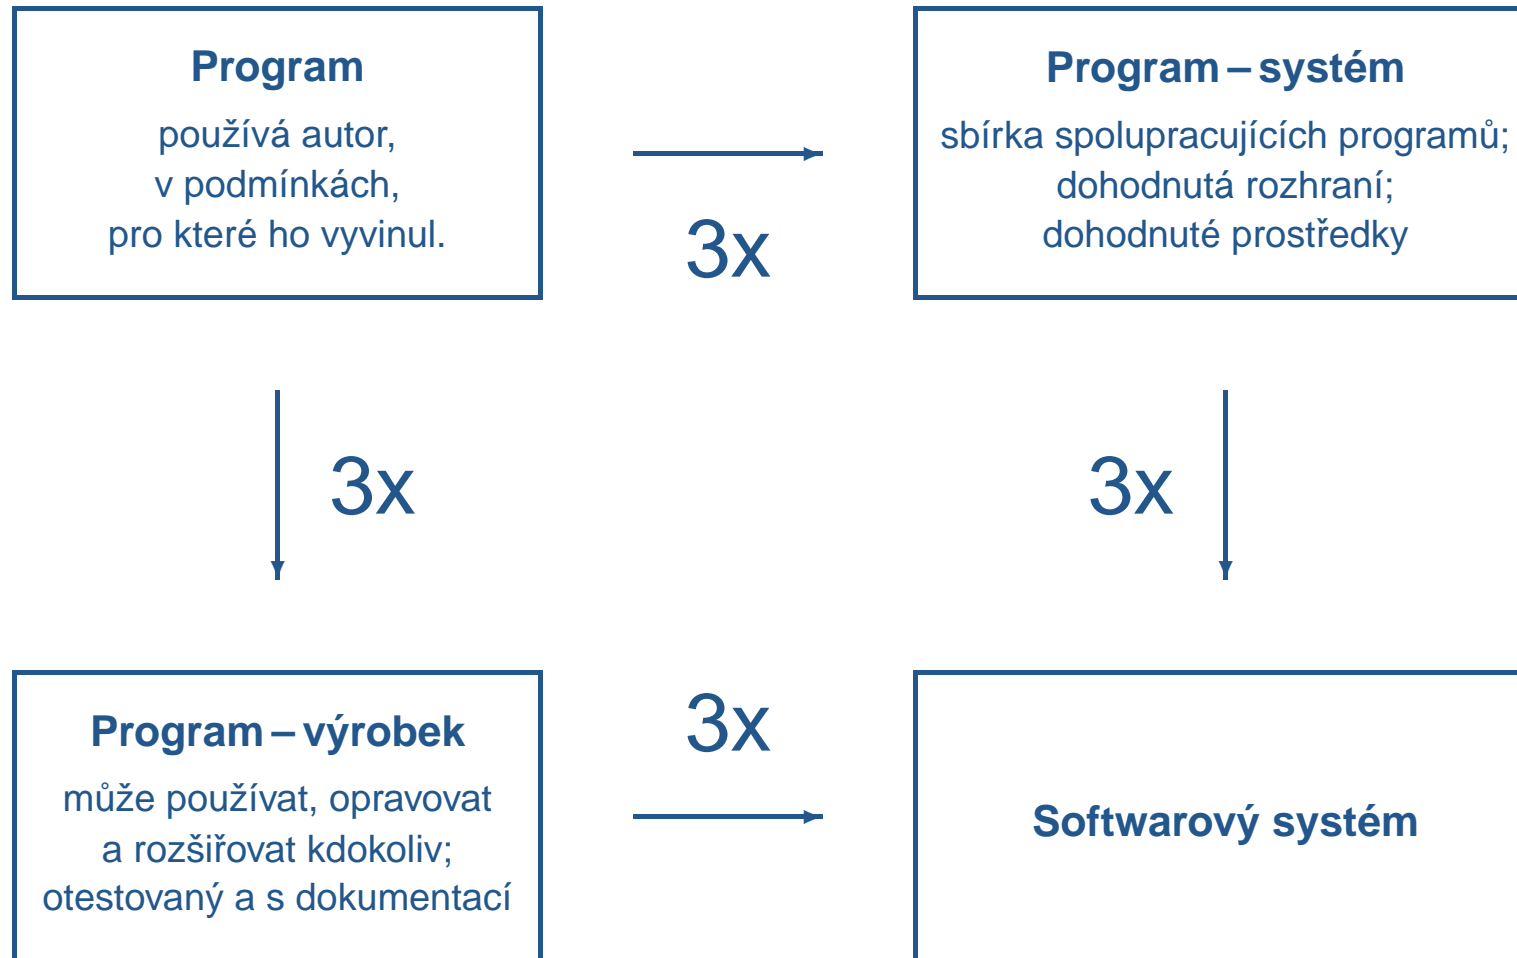 Program
používá autor,
v podmínkách,
pro které ho vyvinul.
3x
Program – systém
sbírka spolupracujících programů;
dohodnutá rozhraní;
dohodnuté prostředky
3x
3x
Program – výrobek
může používat, opravovat
a rozšiřovat kdokoliv;
otestovaný a s dokumentací
3x
Softwarový systém